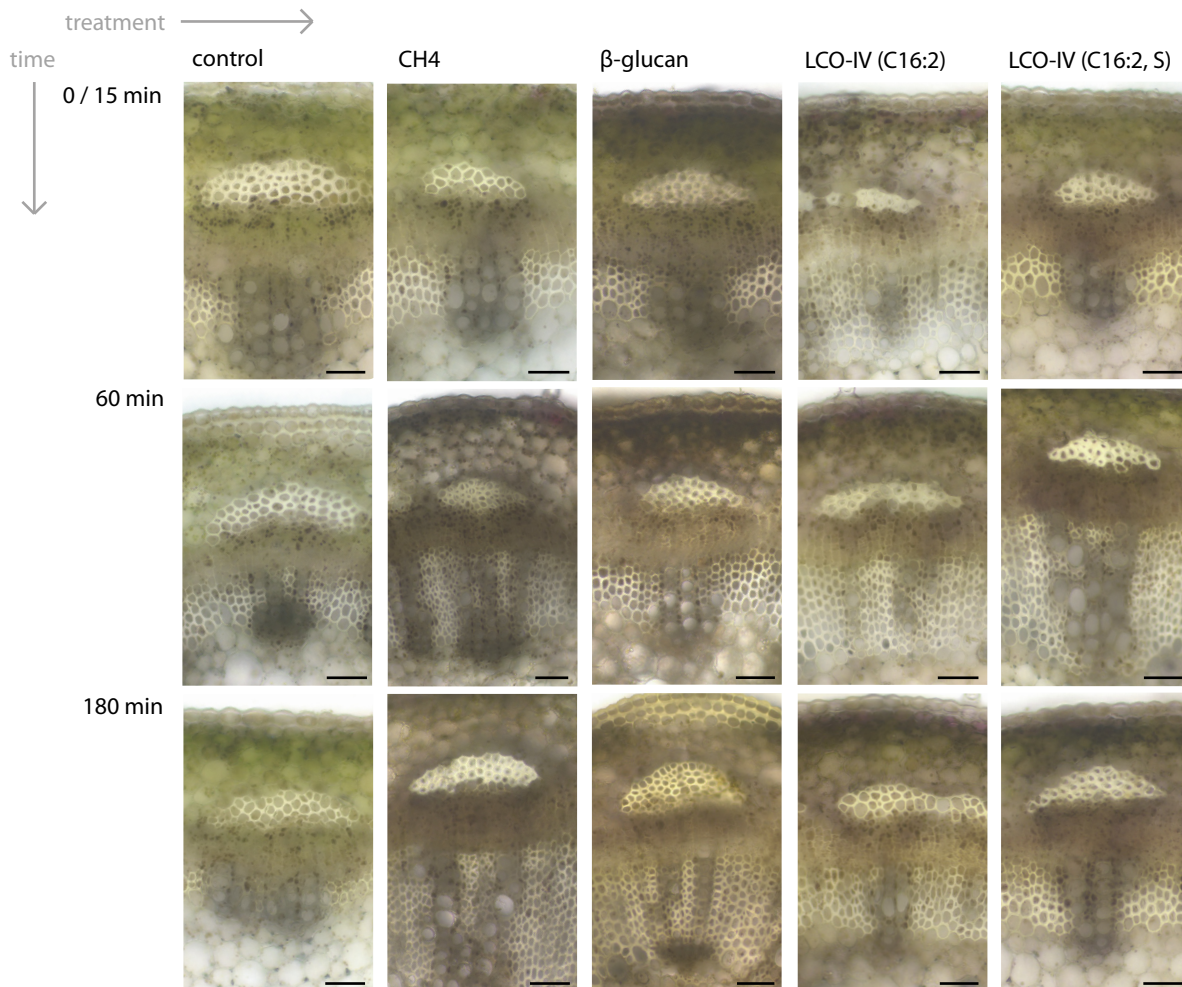 treatment
time
control CH4 β-glucan LCO-IV (C16:2) LCO-IV (C16:2, S)
0 / 15 min
60 min
180 min